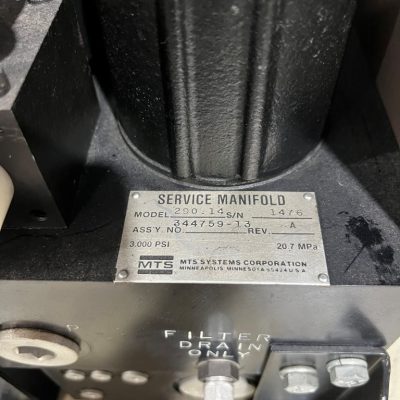 SERVICE MANIFOLD
MODEL 290.14 S/N 1476
ASSY. NO. 344759-13 REV. A
3,000 PSI 20.7 MPa
MTS MTS SYSTEMS CORPORATION
MINNEAPOLIS MINNESOTA 55424 U.S.A.
P
FILTER
DRAIN
ONLY